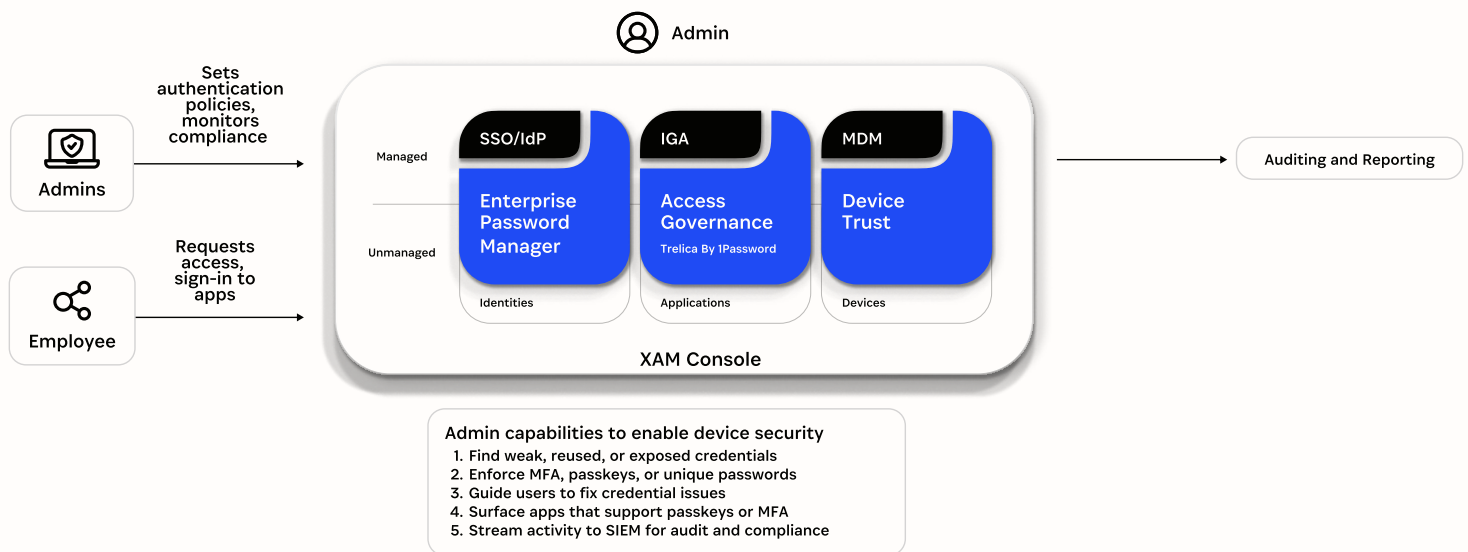 Admin
Sets
authentication
policies,
monitors
compliance
Admins
Requests
access,
sign-in to
apps
Employee
Managed
Unmanaged
SSO/IdP
Enterprise
Password
Manager
Identities
IGA
Access
Governance
Trelica By 1Password
Applications
MDM
Device
Trust
Devices
XAM Console
Auditing and Reporting
Admin capabilities to enable device security
1. Find weak, reused, or exposed credentials
2. Enforce MFA, passkeys, or unique passwords
3. Guide users to fix credential issues
4. Surface apps that support passkeys or MFA
5. Stream activity to SIEM for audit and compliance